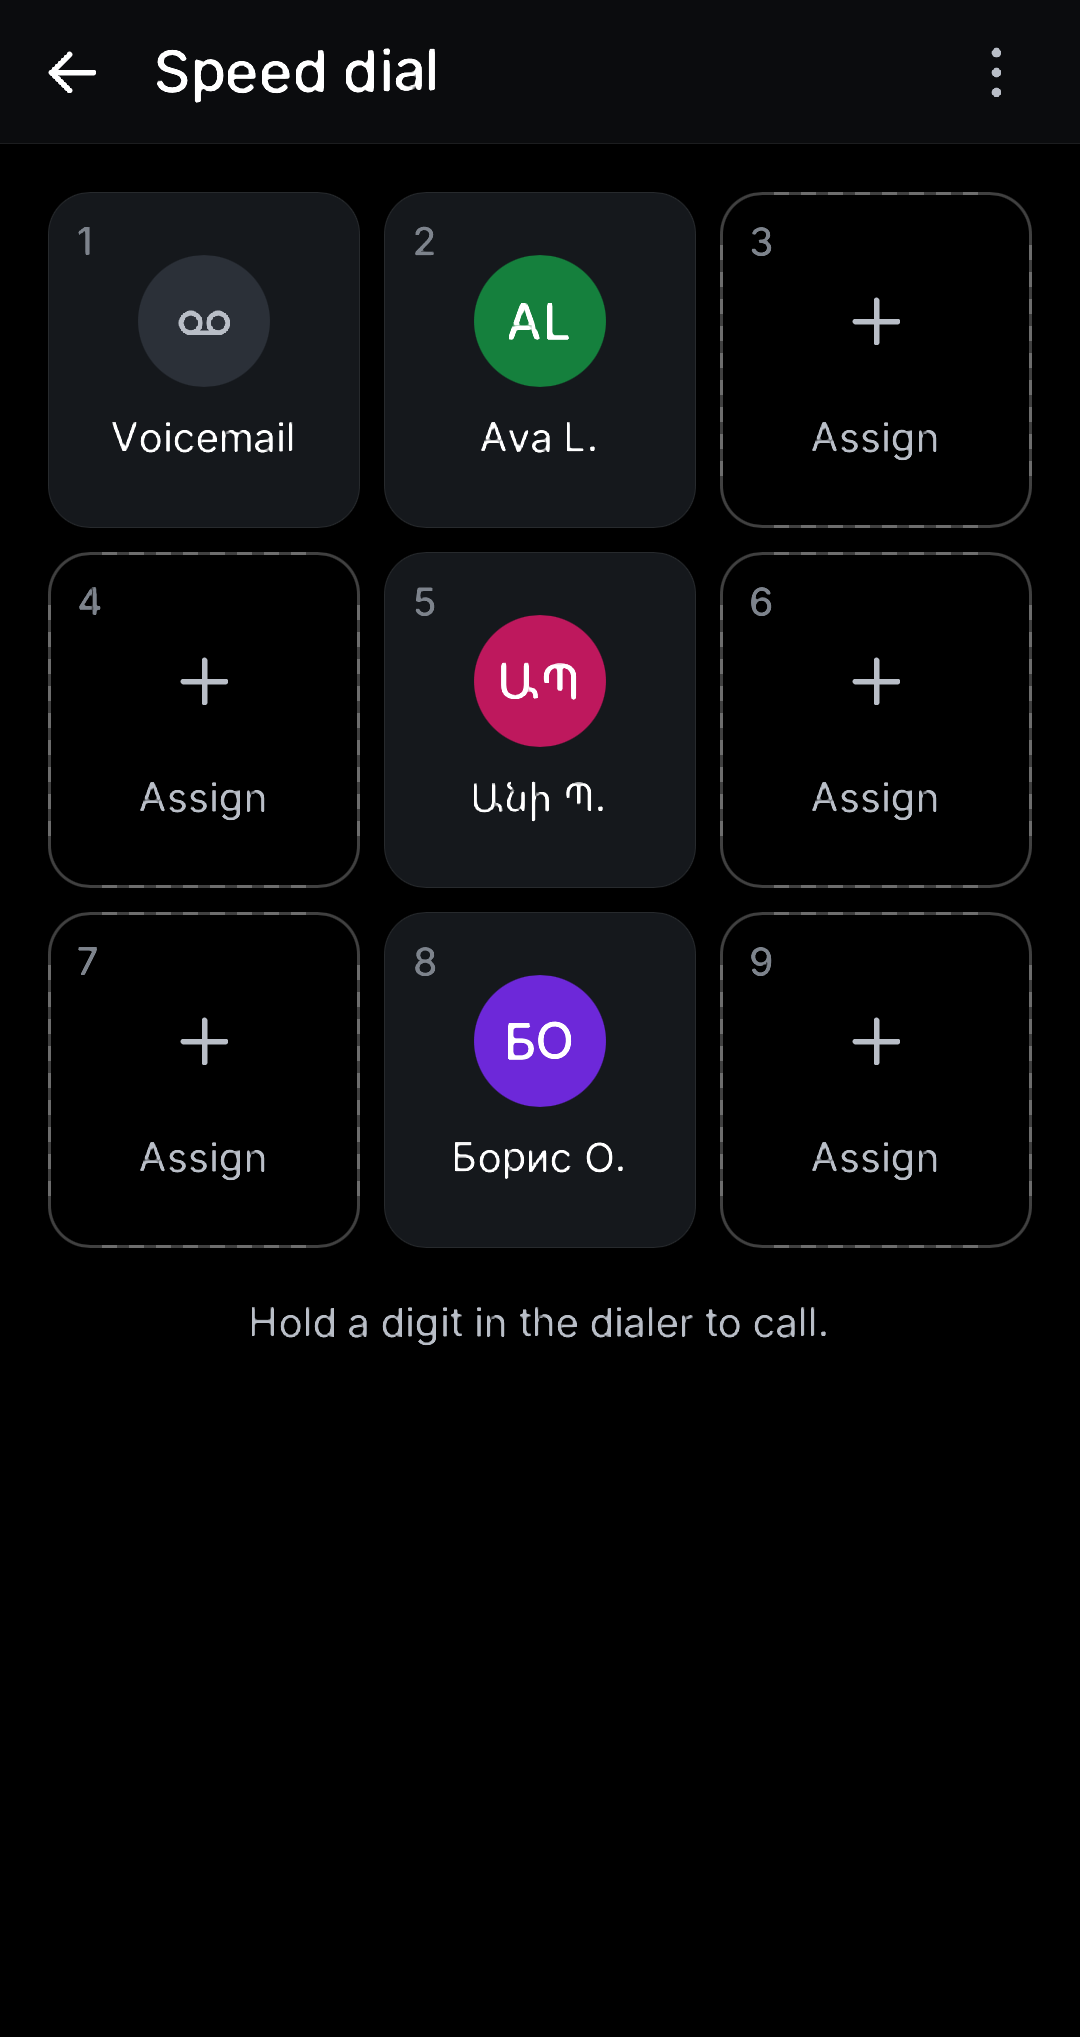 Speed dial
1
AL
Voicemail
2
Ava L.
3
Assign
4
Assign
5
ԱՊ
Անի Պ.
6
Assign
7
Assign
8
БО
Борис О.
9
Assign
Hold a digit in the dialer to call.